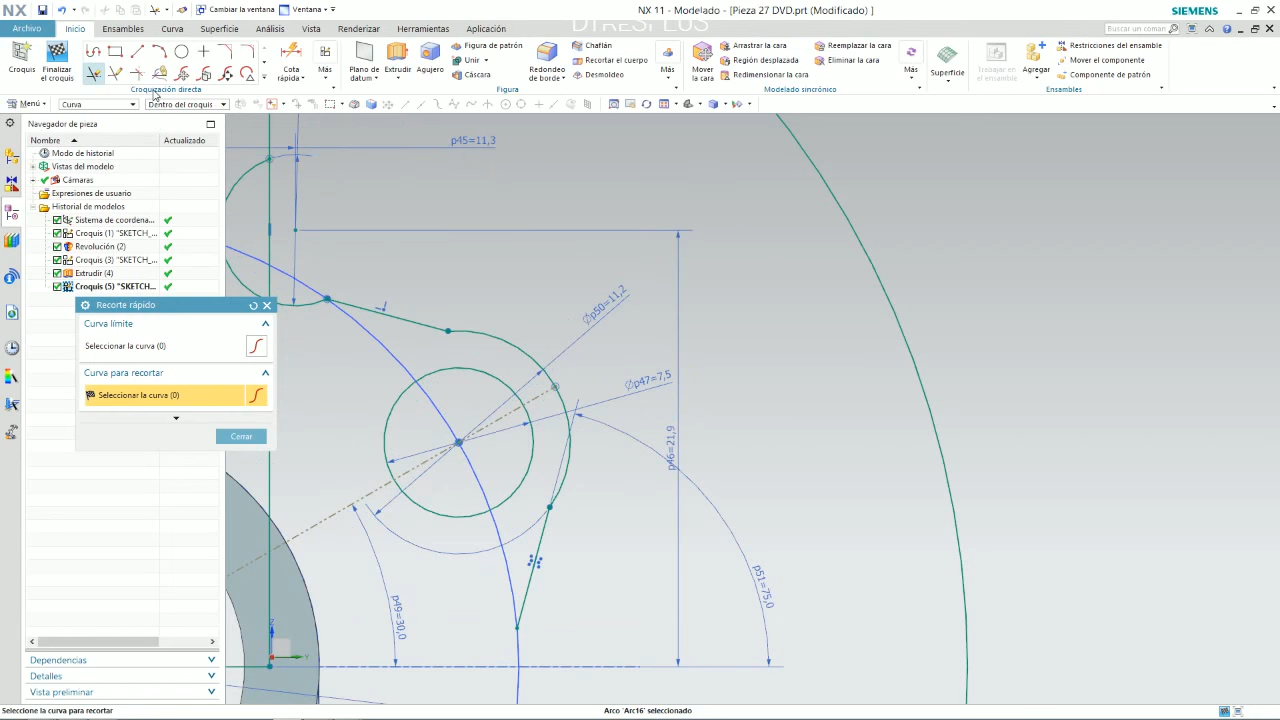 NX
Cambiar la ventana
Ventana
NX 11 - Modelado - [Pieza 27 DVD.prt (Modificado) ]
SIEMENS
DTRESPLUS
Archivo
Inicio
Ensambles
Curva
Superficie
Análisis
Vista
Renderizar
Herramientas
Aplicación
Buscar un coman
Croquis
Finalizar
el croquis
Cota
rápida
Más
Croquización directa
Plano de
datum
Extrudir
Agujero
Figura de patrón
Unir
Cáscara
Redondeo
de borde
Chaflán
Recortar el cuerpo
Desmoldeo
Más
Figura
Mover
la cara
Arrastrar la cara
Región desplazada
Redimensionar la cara
Reemplazar la cara
Eliminar la cara
Más
Modelado sincrónico
Superficie
Trabajar en
el ensamble
Agregar
Restricciones del ensamble
Mover el componente
Componente de patrón
Ensambles
Menú
Curva
Dentro del croquis
Navegador de pieza
Nombre
Actualizado
Modo de historial
Vistas del modelo
Cámaras
Expresiones de usuario
Historial de modelos
Sistema de coordena...
Croquis (1) "SKETCH_...
Revolución (2)
Croquis (3) "SKETCH_...
Extrudir (4)
Croquis (5) "SKETCH...
Recorte rápido
Curva límite
Seleccionar la curva (0)
Curva para recortar
Seleccionar la curva (0)
Cerrar
p45=11,3
∅p50=11,2
∅p47=7,5
p46=21,9
p49=30,0
p51=75,0
Z
Y
Dependencias
Detalles
Vista preliminar
Seleccione la curva para recortar
Arco 'Arc16' seleccionado